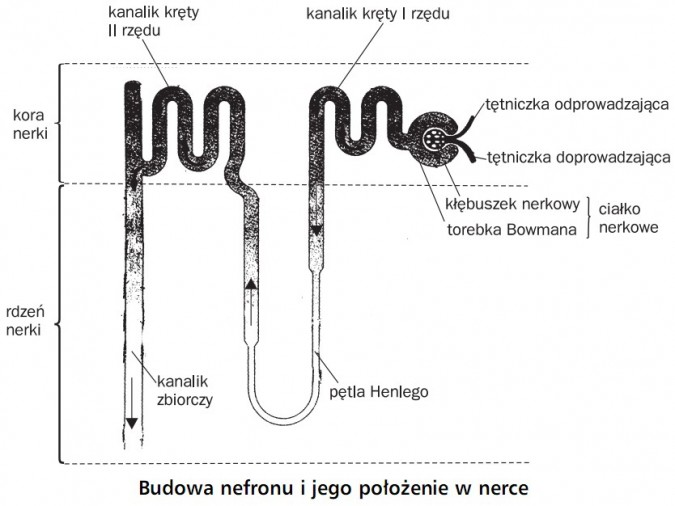 kanalik kręty
II rzędu
kanalik kręty I rzędu
kora
nerki
tętniczka odprowadzająca
tętniczka doprowadzająca
kłębuszek nerkowy
torebka Bowmana
ciałko
nerkowe
rdzeń
nerki
kanalik
zbiorczy
pętla Henlego
Budowa nefronu i jego położenie w nerce